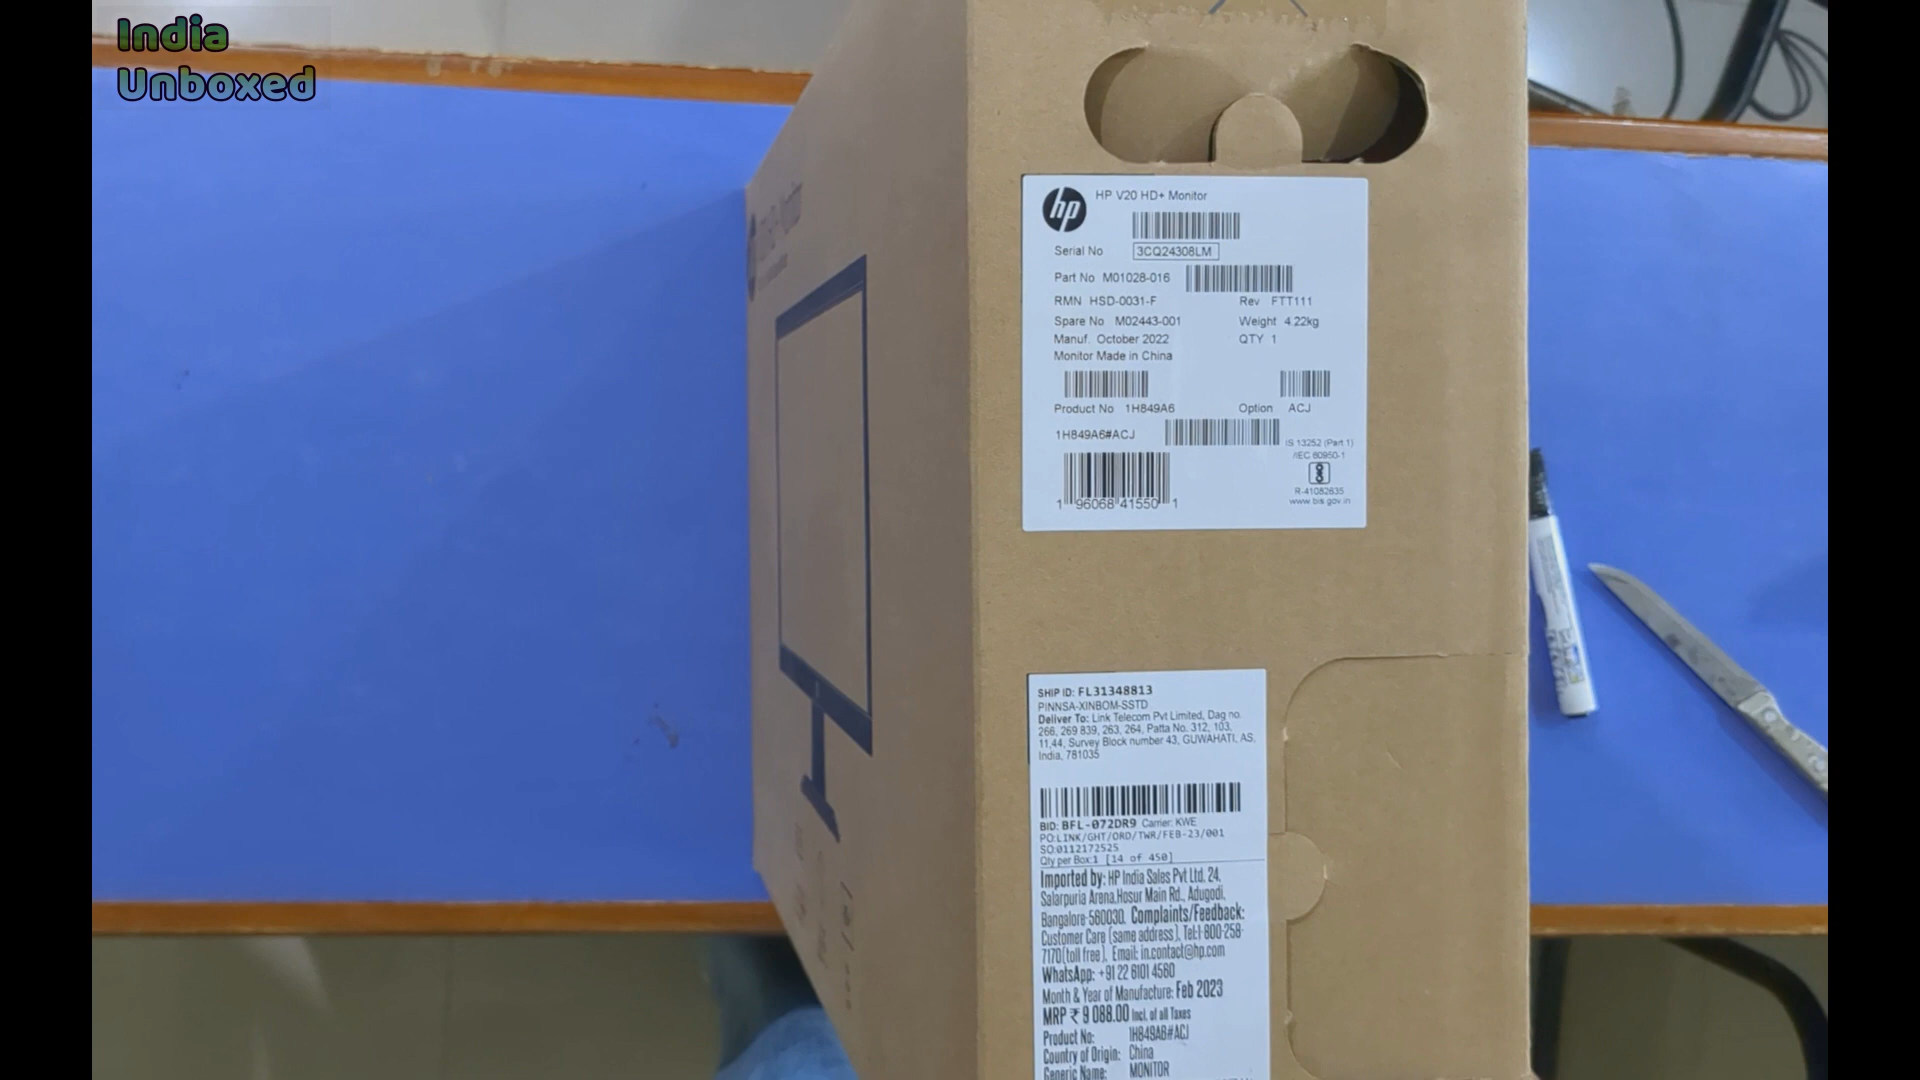 India
Unboxed
hp
HP V20 HD+ Monitor
Serial No 3CQ24308LM
Part No M01028-016
RMN HSD-0031-F Rev FTT111
Spare No M02443-001 Weight 4.22kg
Manuf. October 2022 QTY 1
Monitor Made in China
Product No 1H849A6 Option ACJ
1H849A6#ACJ
IS 13252 (Part 1)
/IEC 60950-1
R-41082635
www.bis.gov.in
1 96068 41550 1
SHIP ID: FL31348813
PINNSA-XINBOM-SSTD
Deliver To: Link Telecom Pvt Limited, Dag no.
266, 269 839, 263, 264, Patta No. 312, 103,
11,44, Survey Block number 43, GUWAHATI, AS,
India, 781035
BID: BFL-072DR9 Carrier: KWE
PO:LINK/GHT/ORD/TWR/FEB-23/001
SO:0112172525
Qty per Box:1 [14 of 450]
Imported by: HP India Sales Pvt Ltd. 24,
Salarpuria Arena,Hosur Main Rd., Adugodi,
Bangalore-560030. Complaints/Feedback:
Customer Care (same address), Tel:1-800-258-
7170(toll free), Email: in.contact@hp.com
WhatsApp: +91 22 6101 4560
Month & Year of Manufacture: Feb 2023
MRP ₹ 9 088.00 Incl. of all Taxes
Product No: 1H849A6#ACJ
Country of Origin: China
Generic Name: MONITOR